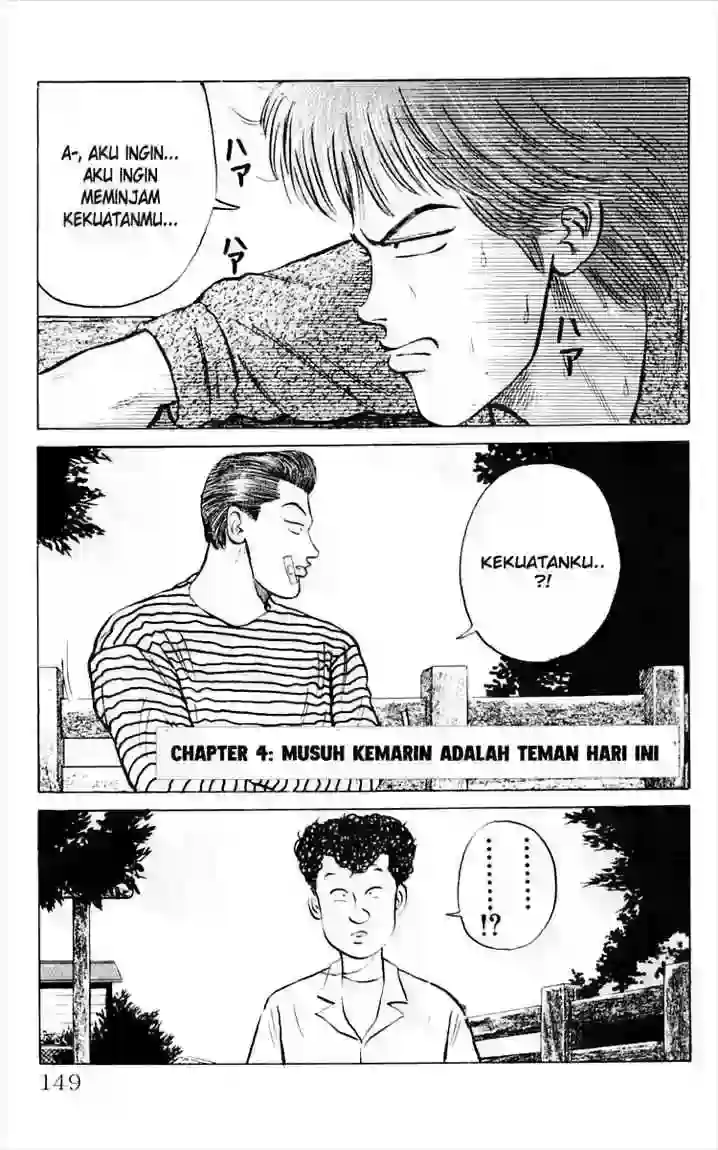 A-, AKU INGIN...
AKU INGIN
MEMINJAM
KEKUATANMU...
ハァ
ハァ
ハァ
KEKUATANKU..
?!
CHAPTER 4: MUSUH KEMARIN ADALAH TEMAN HARI INI
!?
149